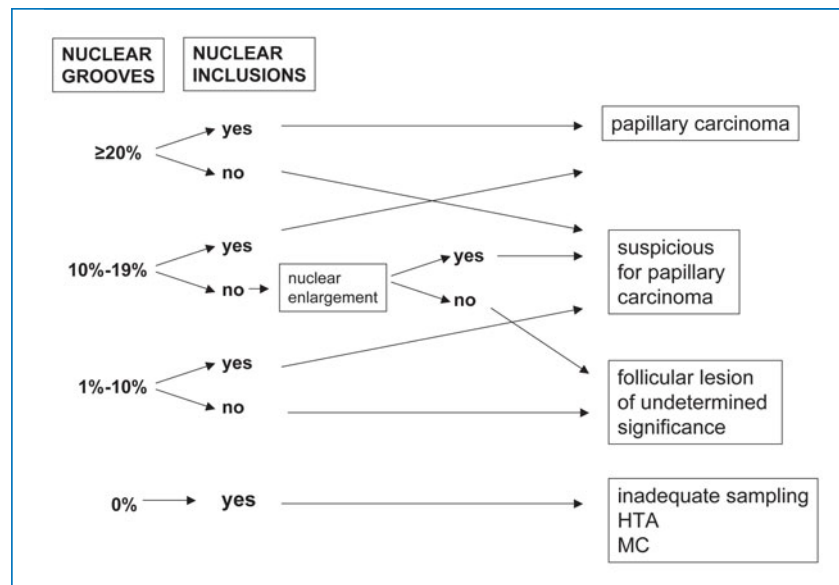 NUCLEAR
GROOVES
NUCLEAR
INCLUSIONS
≥20%
yes
no
papillary carcinoma
10%-19%
yes
no
nuclear
enlargement
yes
no
suspicious
for papillary
carcinoma
1%-10%
yes
no
follicular lesion
of undetermined
significance
0%
yes
inadequate sampling
HTA
MC